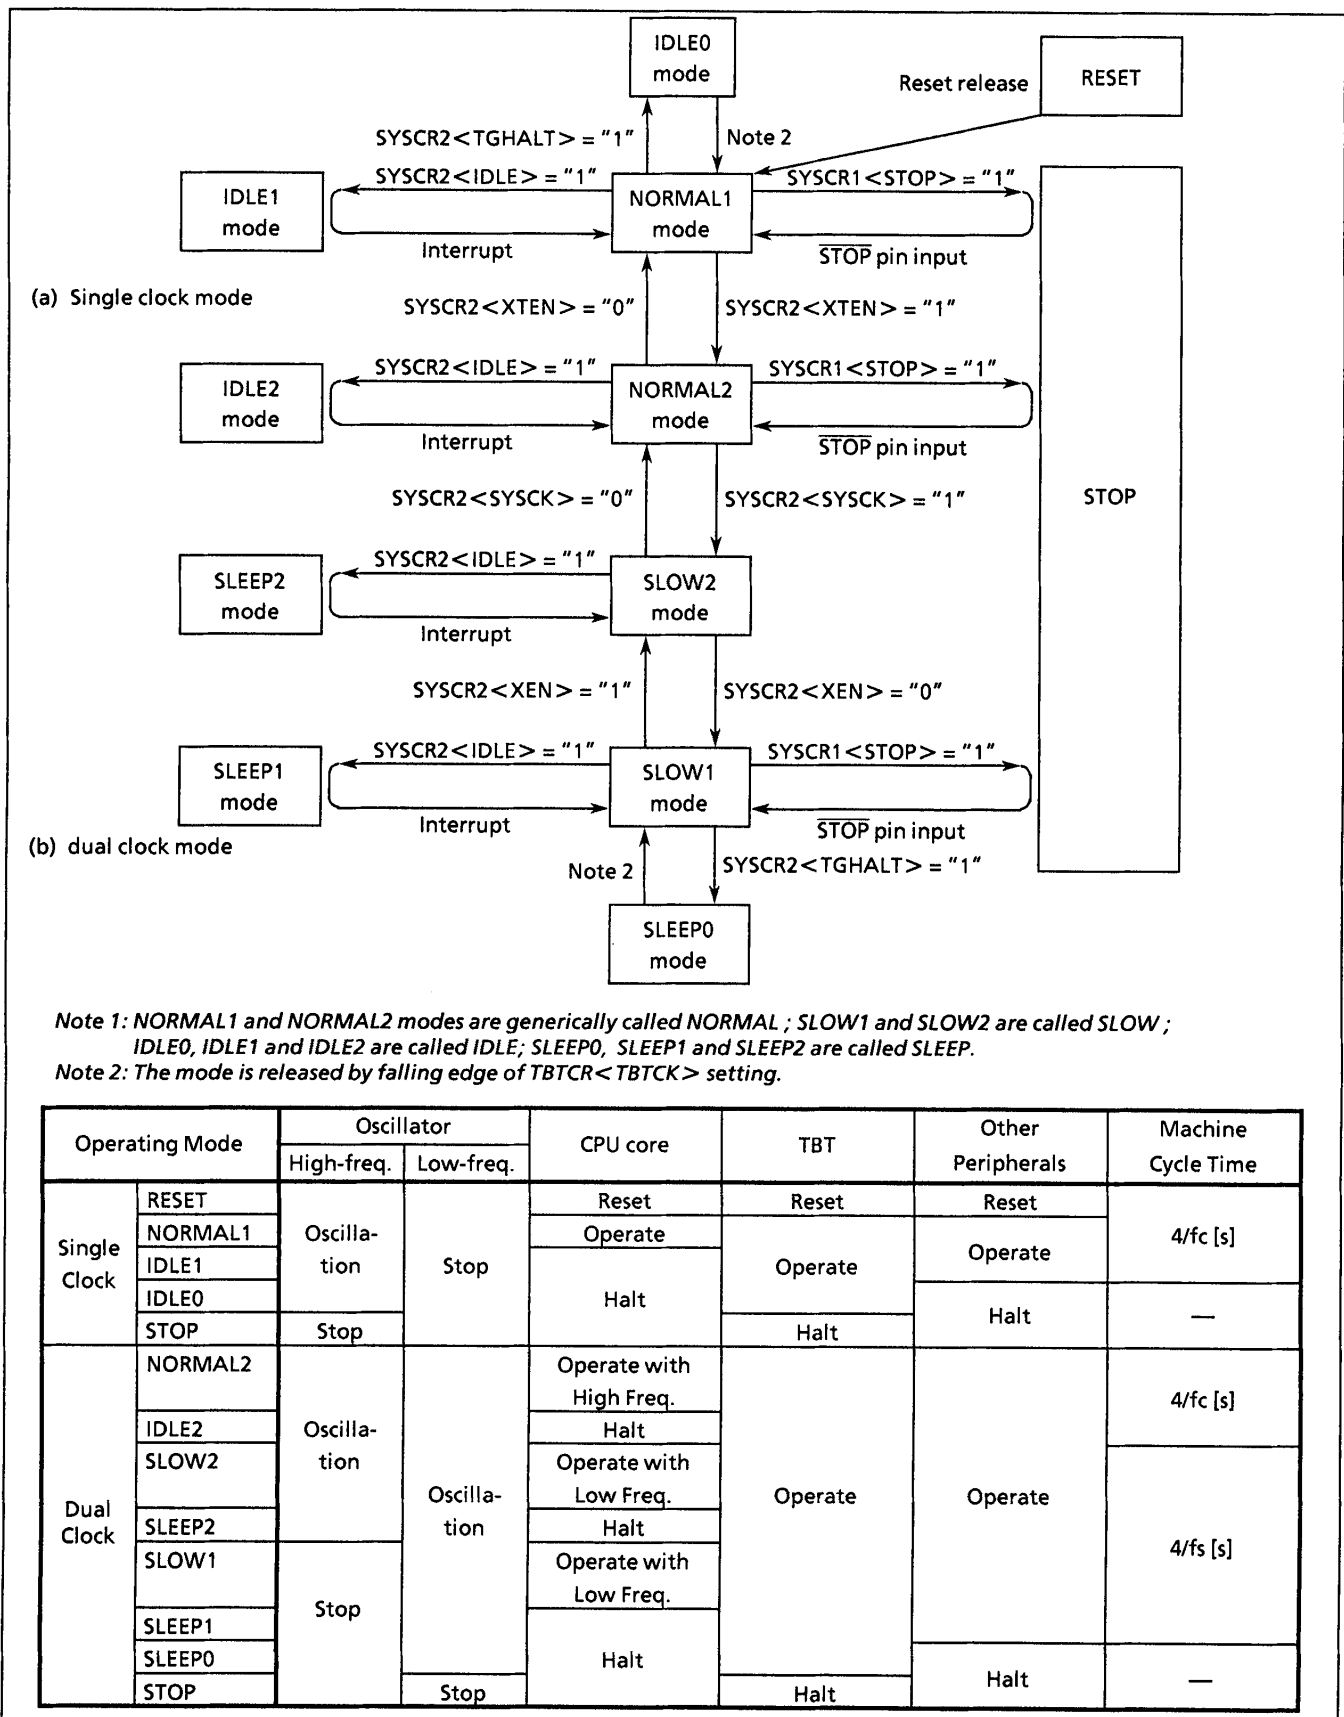 IDLE0
mode
Reset release
RESET
SYSCR2<TGHALT> = "1"
Note 2
IDLE1
mode
SYSCR2<IDLE> = "1"
Interrupt
NORMAL1
mode
SYSCR1<STOP> = "1"
STOP pin input
(a) Single clock mode
SYSCR2<XTEN> = "0"
SYSCR2<XTEN> = "1"
IDLE2
mode
SYSCR2<IDLE> = "1"
Interrupt
NORMAL2
mode
SYSCR1<STOP> = "1"
STOP pin input
SYSCR2<SYSCK> = "0"
SYSCR2<SYSCK> = "1"
STOP
SLEEP2
mode
SYSCR2<IDLE> = "1"
Interrupt
SLOW2
mode
SYSCR2<XEN> = "1"
SYSCR2<XEN> = "0"
SLEEP1
mode
SYSCR2<IDLE> = "1"
Interrupt
SLOW1
mode
SYSCR1<STOP> = "1"
STOP pin input
(b) dual clock mode
Note 2
SYSCR2<TGHALT> = "1"
SLEEP0
mode
Note 1: NORMAL1 and NORMAL2 modes are generically called NORMAL ; SLOW1 and SLOW2 are called SLOW ;
IDLE0, IDLE1 and IDLE2 are called IDLE; SLEEP0, SLEEP1 and SLEEP2 are called SLEEP.
Note 2: The mode is released by falling edge of TBTCR<TBTCK> setting.
Operating Mode
Oscillator
High-freq.
Low-freq.
CPU core
TBT
Other
Peripherals
Machine
Cycle Time
Single
Clock
RESET
NORMAL1
IDLE1
IDLE0
STOP
Oscilla-
tion
Stop
Stop
Reset
Operate
Halt
Reset
Operate
Halt
Reset
Operate
Halt
4/fc [s]
—
Dual
Clock
NORMAL2
IDLE2
SLOW2
SLEEP2
SLOW1
SLEEP1
SLEEP0
STOP
Oscilla-
tion
Stop
Oscilla-
tion
Stop
Operate with
High Freq.
Halt
Operate with
Low Freq.
Halt
Operate with
Low Freq.
Halt
Operate
Halt
Operate
Halt
4/fc [s]
4/fs [s]
—